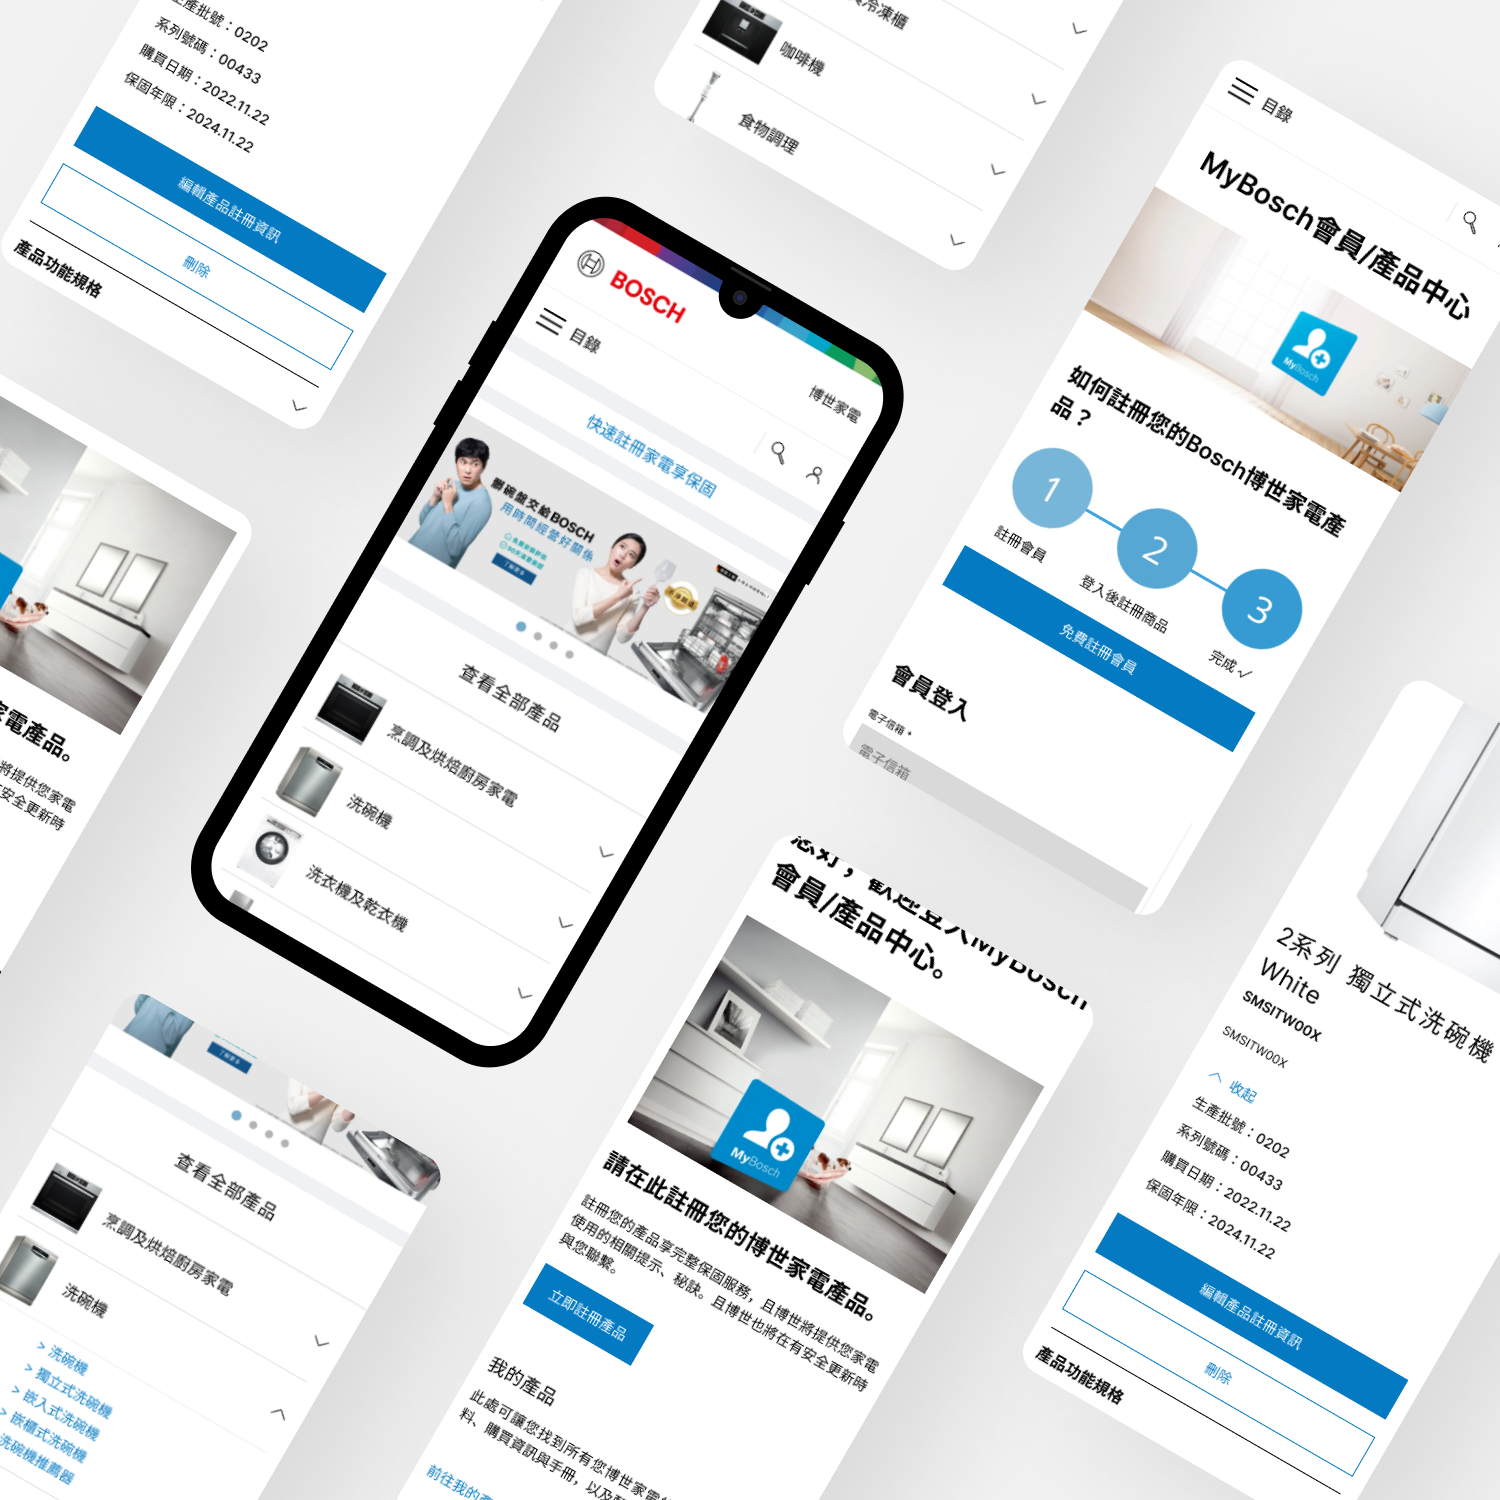 生產批號：0202
系列號碼：00433
購買日期：2022.11.22
保固年限：2024.11.22
編輯產品註冊資訊
刪除
產品功能規格
冷凍櫃
咖啡機
食物調理
目錄
MyBosch會員/產品中心
MyBosch
如何註冊您的Bosch博世家電產
品？
1
2
3
註冊會員
登入後註冊商品
完成
免費註冊會員
會員登入
電子信箱 *
電子信箱
BOSCH
目錄
博世家電
快速註冊家電享保固
髒碗盤交給BOSCH
用時間經營好關係
了解更多
查看全部產品
烹調及烘焙廚房家電
洗碗機
洗衣機及乾衣機
家電產品。
將提供您家電
安全更新時
了解更多
查看全部產品
烹調及烘焙廚房家電
洗碗機
> 洗碗機
> 獨立式洗碗機
> 嵌入式洗碗機
> 嵌櫃式洗碗機
洗碗機推薦器
您好，歡迎登入MyBosch
會員/產品中心。
MyBosch
請在此註冊您的博世家電產品。
註冊您的產品享完整保固服務，且博世將提供您家電
使用的相關提示、秘訣。且博世也將在有安全更新時
與您聯繫。
立即註冊產品
我的產品
此處可讓您找到所有您博世家電
料、購買資訊與手冊，以及
前往我的產
2系列 獨立式洗碗機
White
SMSITW00X
SMSITW00X
收起
生產批號：0202
系列號碼：00433
購買日期：2022.11.22
保固年限：2024.11.22
編輯產品註冊資訊
刪除
產品功能規格